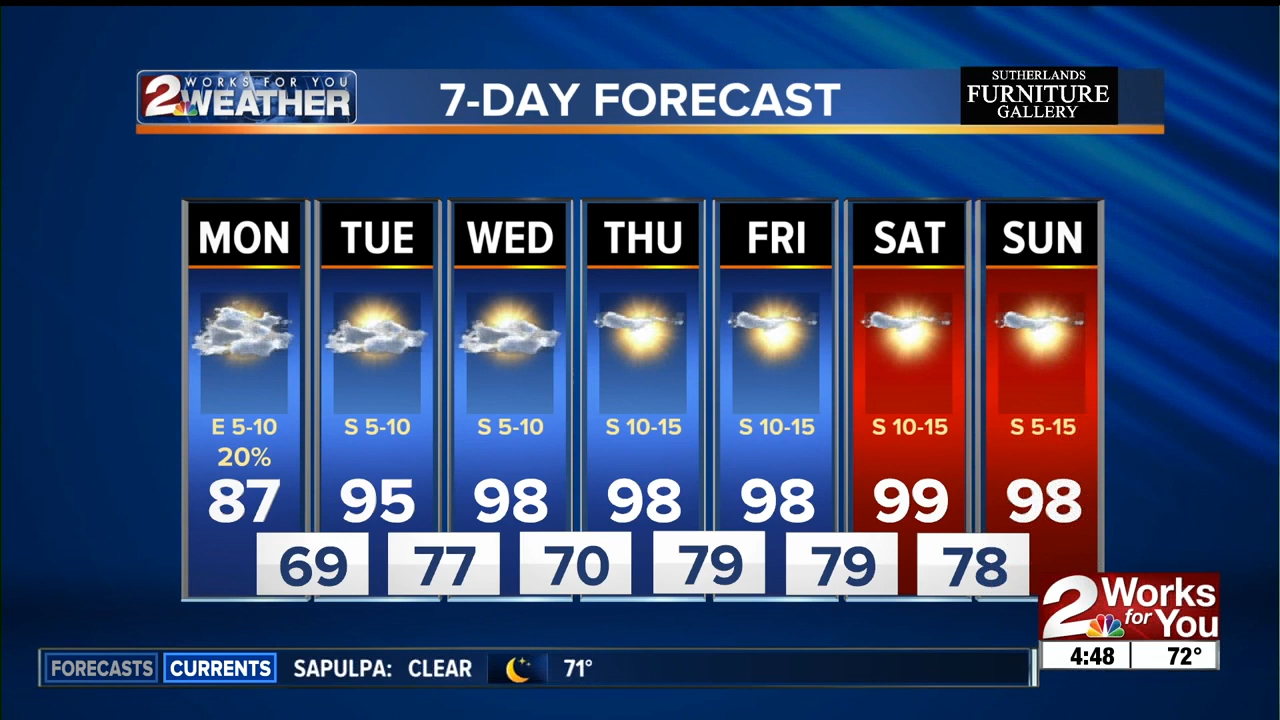 2 WORKS FOR YOU
WEATHER
7-DAY FORECAST
SUTHERLANDS
FURNITURE
GALLERY
MON TUE WED THU FRI SAT SUN
E 5-10 S 5-10 S 5-10 S 10-15 S 10-15 S 10-15 S 5-15
20%
87 95 98 98 98 99 98
69 77 70 79 79 78
2 Works
for You
4:48 72°
FORECASTS CURRENTS SAPULPA: CLEAR 71°